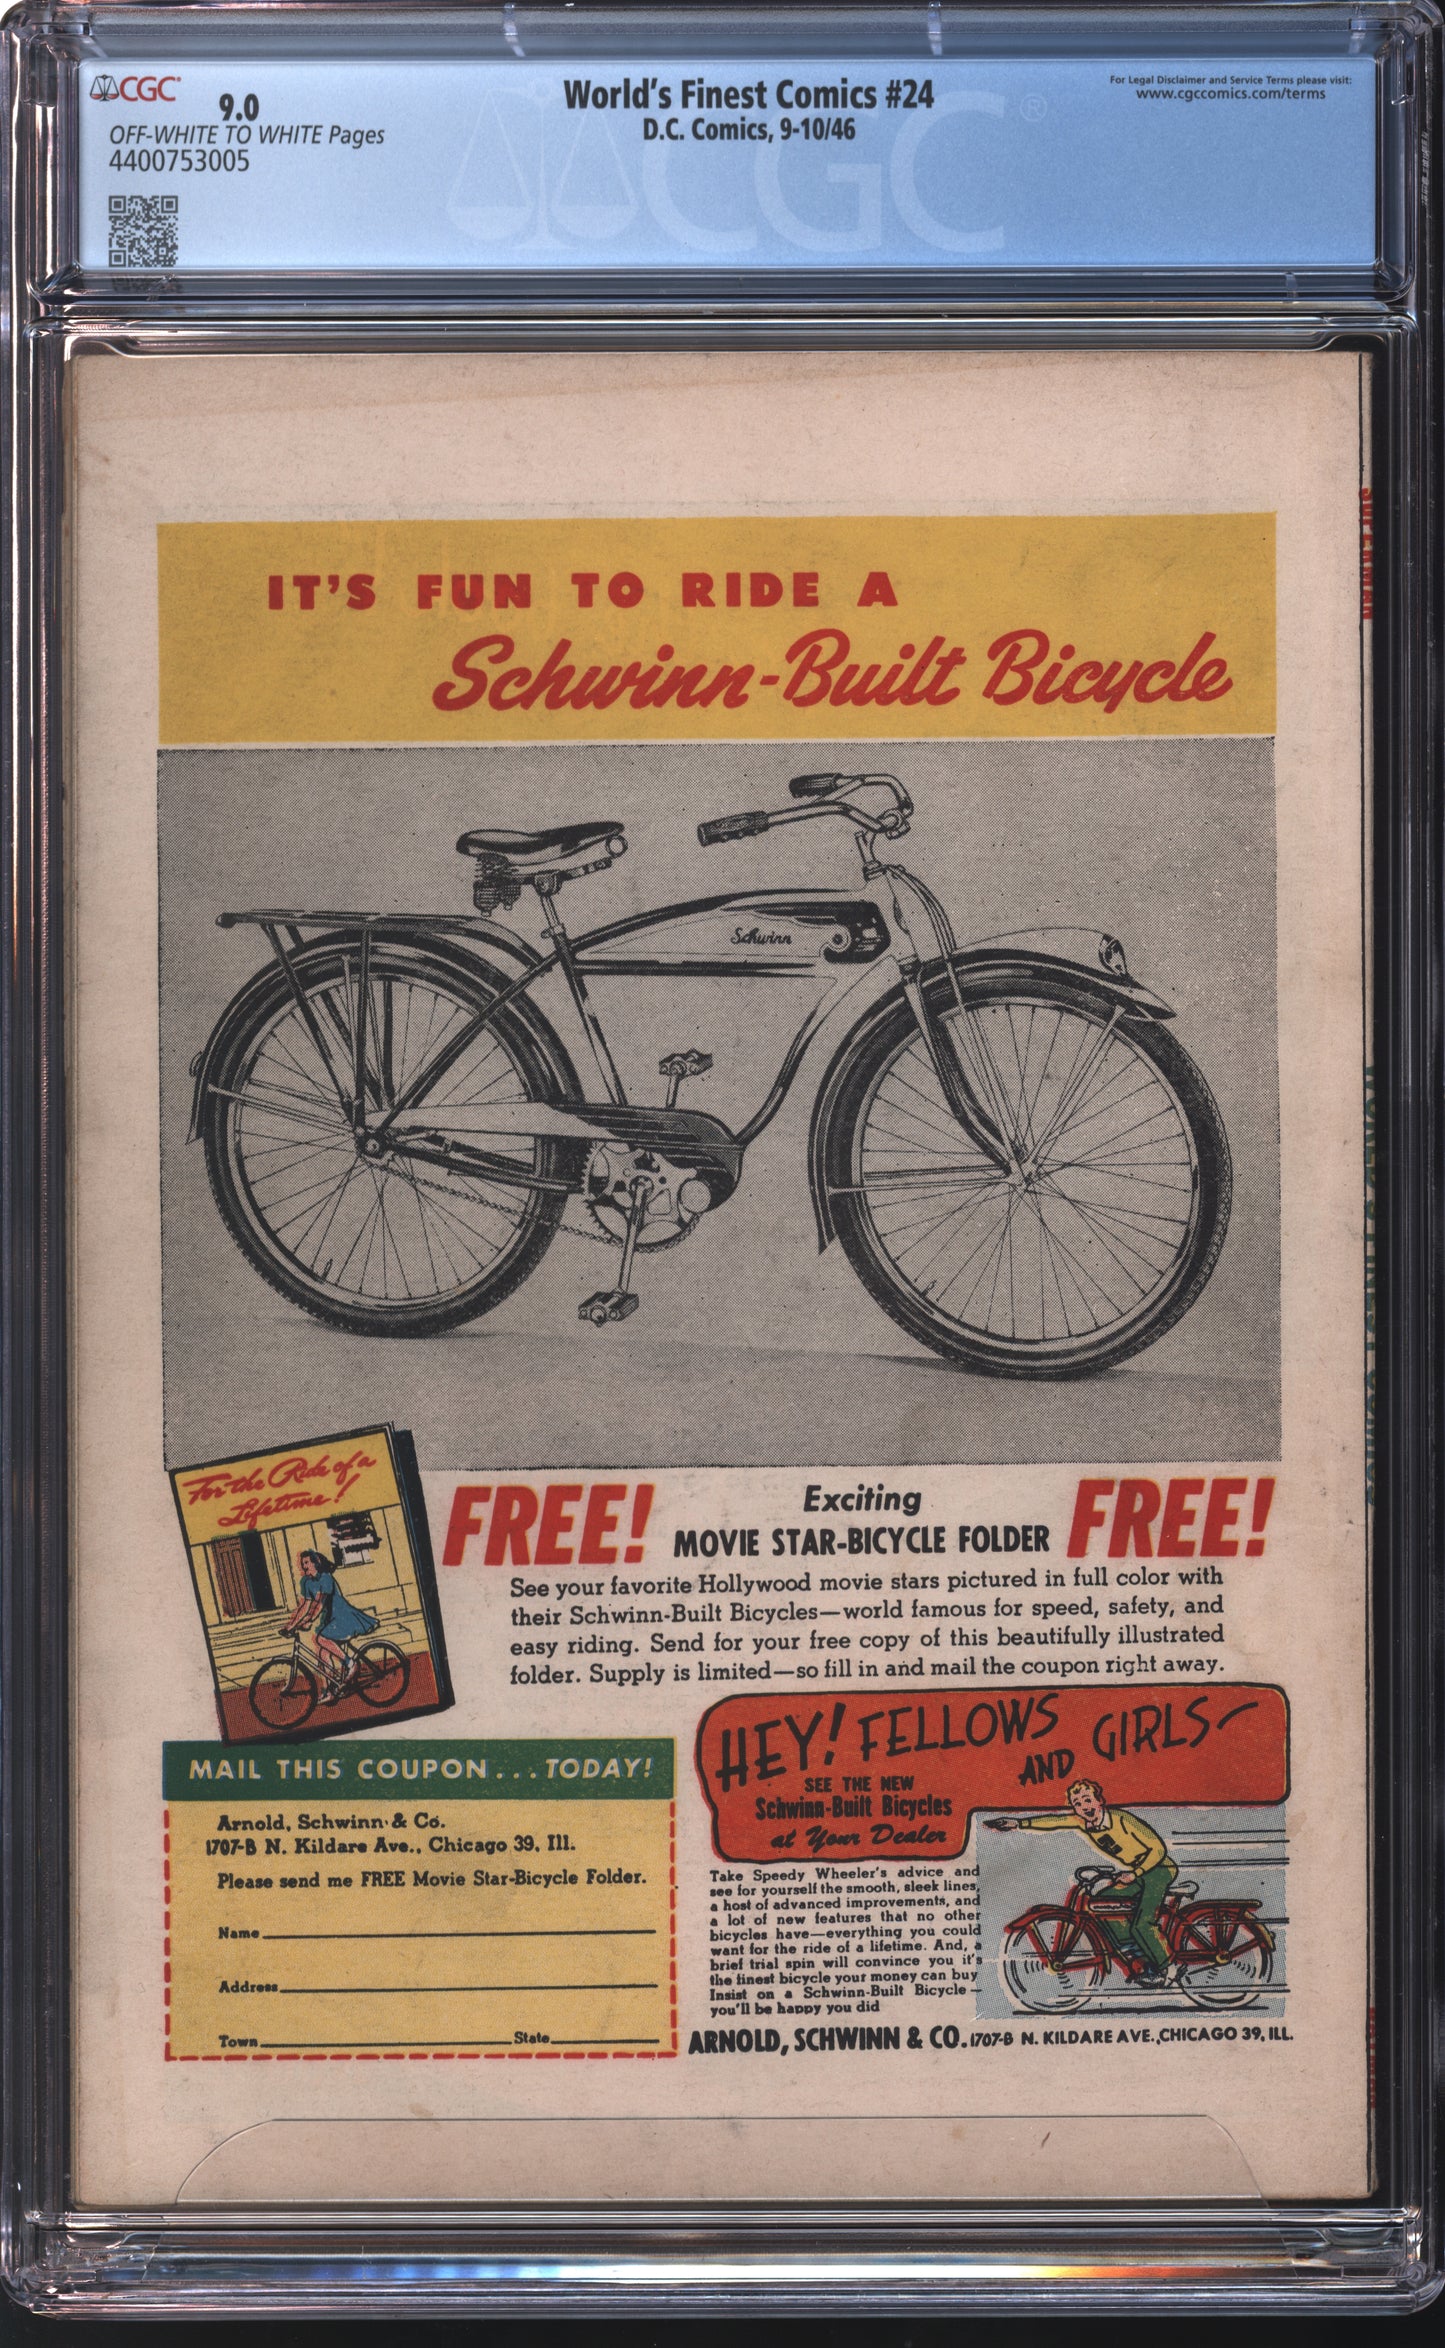 CGC
9.0
OFF-WHITE TO WHITE Pages
4400753005
World's Finest Comics #24
D.C. Comics, 9-10/46
For Legal Disclaimer and Service Terms please visit:
www.cgccomics.com/terms
CGC®
IT'S FUN TO RIDE A
Schwinn-Built Bicycle
Schwinn
For the Ride of a
Lifetime!
FREE!
Exciting
MOVIE STAR-BICYCLE FOLDER
FREE!
See your favorite Hollywood movie stars pictured in full color with
their Schwinn-Built Bicycles—world famous for speed, safety, and
easy riding. Send for your free copy of this beautifully illustrated
folder. Supply is limited—so fill in and mail the coupon right away.
MAIL THIS COUPON...TODAY!
Arnold, Schwinn & Co.
1707-B N. Kildare Ave., Chicago 39, Ill.
Please send me FREE Movie Star-Bicycle Folder.
Name
Address
Town State
HEY! FELLOWS AND GIRLS—
SEE THE NEW
Schwinn-Built Bicycles
at Your Dealer
Take Speedy Wheeler's advice and
see for yourself the smooth, sleek lines,
a host of advanced improvements, and
a lot of new features that no other
bicycles have—everything you could
want for the ride of a lifetime. And, a
brief trial spin will convince you it's
the finest bicycle your money can buy
Insist on a Schwinn-Built Bicycle—
you'll be happy you did
ARNOLD, SCHWINN & CO. 1707-B N. KILDARE AVE., CHICAGO 39, ILL.